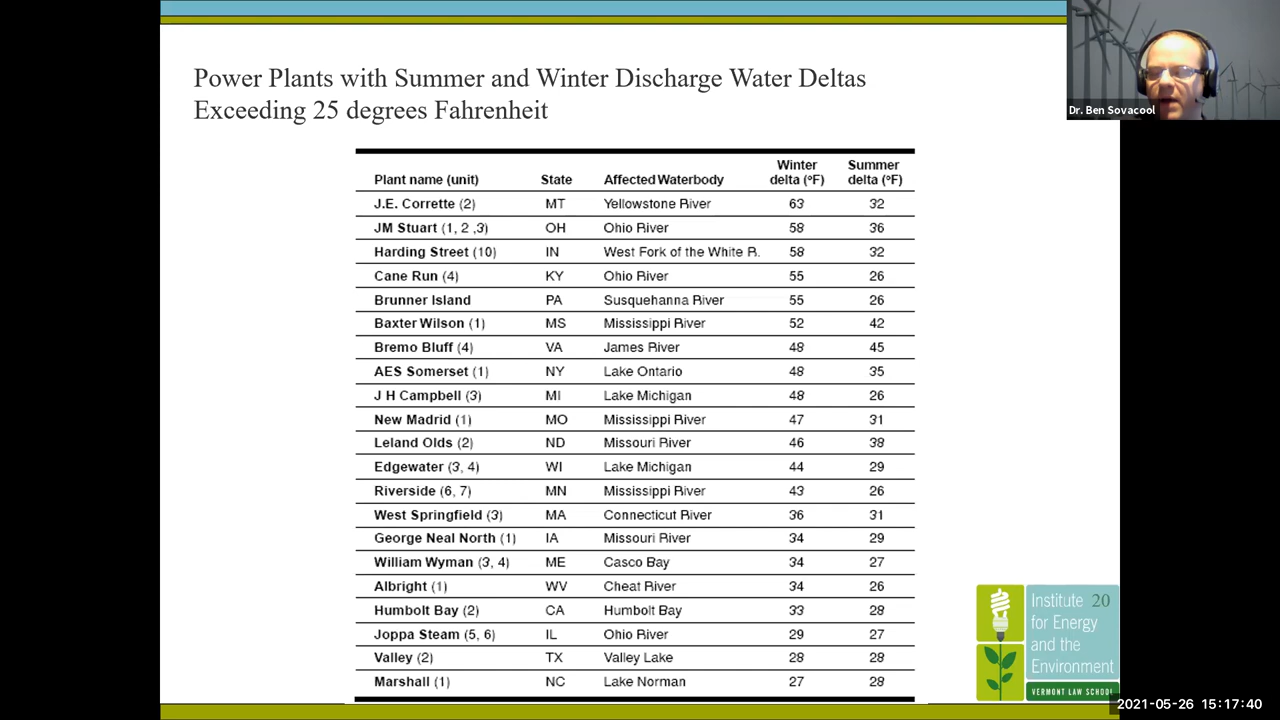 Power Plants with Summer and Winter Discharge Water Deltas
Exceeding 25 degrees Fahrenheit
Dr. Ben Sovacool
Plant name (unit) State Affected Waterbody Winter delta (°F) Summer delta (°F)
J.E. Corrette (2) MT Yellowstone River 63 32
JM Stuart (1, 2 ,3) OH Ohio River 58 36
Harding Street (10) IN West Fork of the White R. 58 32
Cane Run (4) KY Ohio River 55 26
Brunner Island PA Susquehanna River 55 26
Baxter Wilson (1) MS Mississippi River 52 42
Bremo Bluff (4) VA James River 48 45
AES Somerset (1) NY Lake Ontario 48 35
J H Campbell (3) MI Lake Michigan 48 26
New Madrid (1) MO Mississippi River 47 31
Leland Olds (2) ND Missouri River 46 38
Edgewater (3, 4) WI Lake Michigan 44 29
Riverside (6, 7) MN Mississippi River 43 26
West Springfield (3) MA Connecticut River 36 31
George Neal North (1) IA Missouri River 34 29
William Wyman (3, 4) ME Casco Bay 34 27
Albright (1) WV Cheat River 34 26
Humbolt Bay (2) CA Humbolt Bay 33 28
Joppa Steam (5, 6) IL Ohio River 29 27
Valley (2) TX Valley Lake 28 28
Marshall (1) NC Lake Norman 27 28
Institute 20
for Energy
and the
Environment
VERMONT LAW SCHOOL
2021-05-26 15:17:40